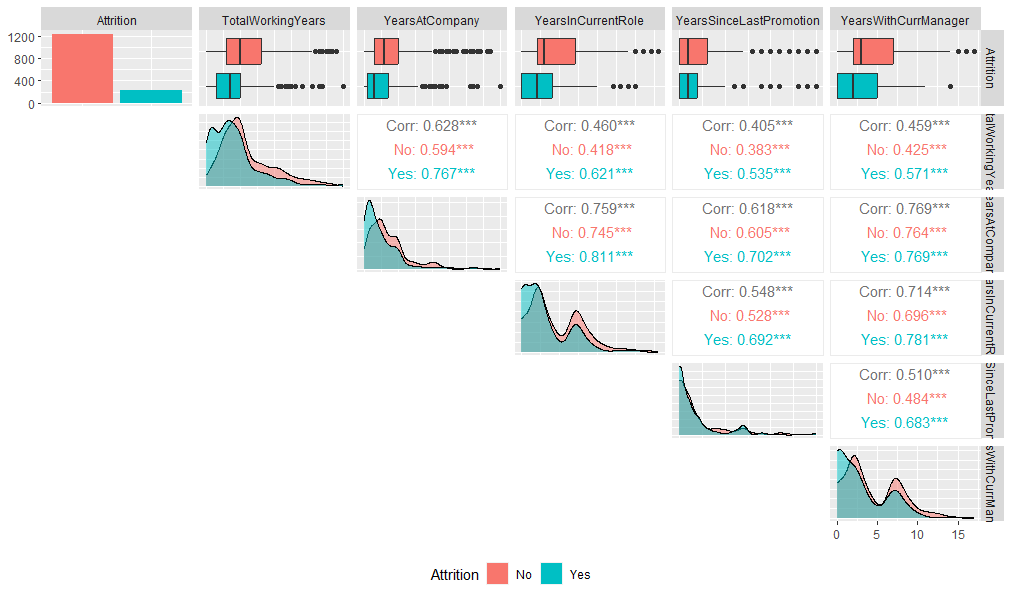 Attrition
TotalWorkingYears
YearsAtCompany
YearsInCurrentRole
YearsSinceLastPromotion
YearsWithCurrManager
1200
800
400
0
Attrition
Corr: 0.628***
No: 0.594***
Yes: 0.767***
Corr: 0.460***
No: 0.418***
Yes: 0.621***
Corr: 0.405***
No: 0.383***
Yes: 0.535***
Corr: 0.459***
No: 0.425***
Yes: 0.571***
talWorkingYea
Corr: 0.759***
No: 0.745***
Yes: 0.811***
Corr: 0.618***
No: 0.605***
Yes: 0.702***
Corr: 0.769***
No: 0.764***
Yes: 0.769***
earsAtCompan
Corr: 0.548***
No: 0.528***
Yes: 0.692***
Corr: 0.714***
No: 0.696***
Yes: 0.781***
arsInCurrentR
Corr: 0.510***
No: 0.484***
Yes: 0.683***
SinceLastPron
sWithCurrMan
0 5 10 15
Attrition No Yes